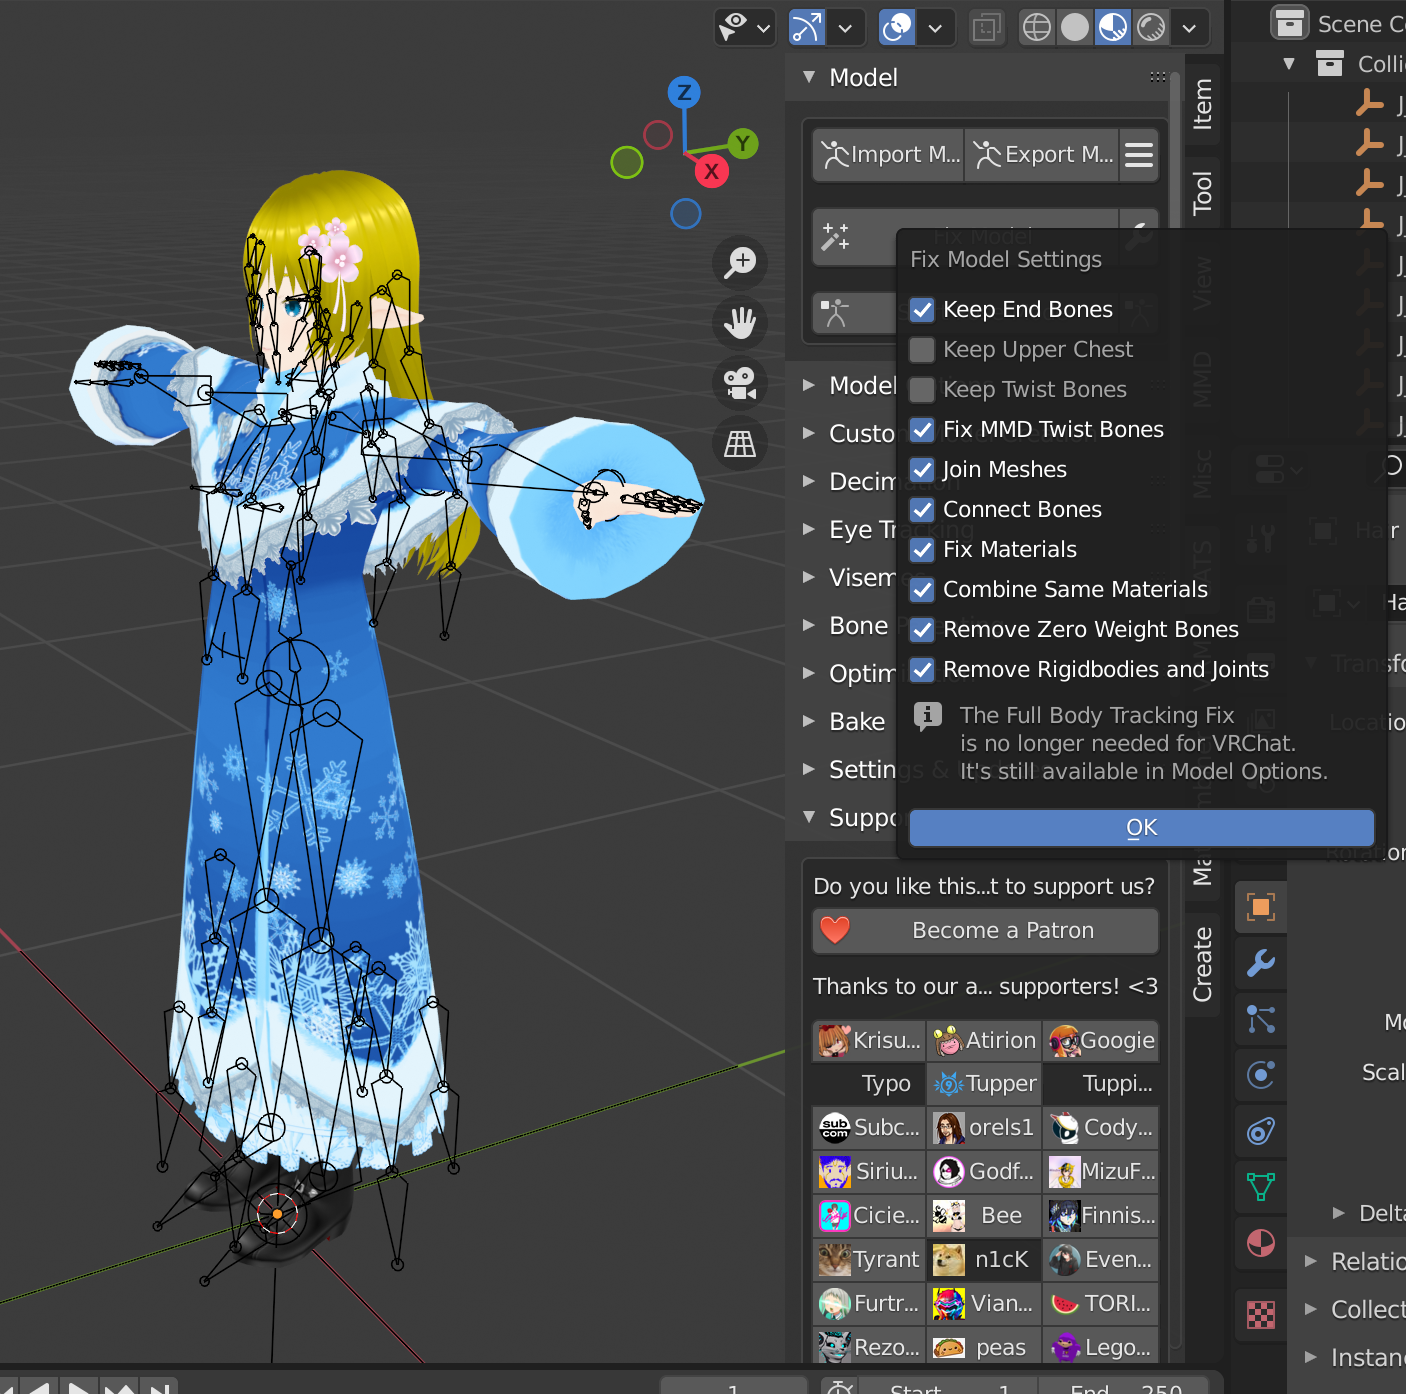 Z
Y
X
Model
Import M...
Export M...
Fix Model
Fix Model Settings
Keep End Bones
Keep Upper Chest
Keep Twist Bones
Fix MMD Twist Bones
Join Meshes
Connect Bones
Fix Materials
Combine Same Materials
Remove Zero Weight Bones
Remove Rigidbodies and Joints
The Full Body Tracking Fix
is no longer needed for VRChat.
It's still available in Model Options.
OK
Model
Custo
Decim
Eye Tracking
Visem
Bone
Optim
Bake
Settings &
Suppo
Do you like this...t to support us?
Become a Patron
Thanks to our a... supporters! <3
Krisu...
Atirion
Googie
Typo
Tupper
Tuppi...
sub com
Subc...
orels1
Cody...
Siriu...
Godf...
MizuF...
Cicie...
Bee
Finnis...
Tyrant
n1cK
Even...
Furtr...
Vian...
TORI...
Rezo...
peas
Lego...
Item
Tool
View
MMD
Misc
CATS
Ma
Create
Scene C
Colli
Hair
Ha
Transfo
Locatio
Rotation
Mo
Scal
Delta
Relatio
Collect
Instanc
1
Start
1
End
250